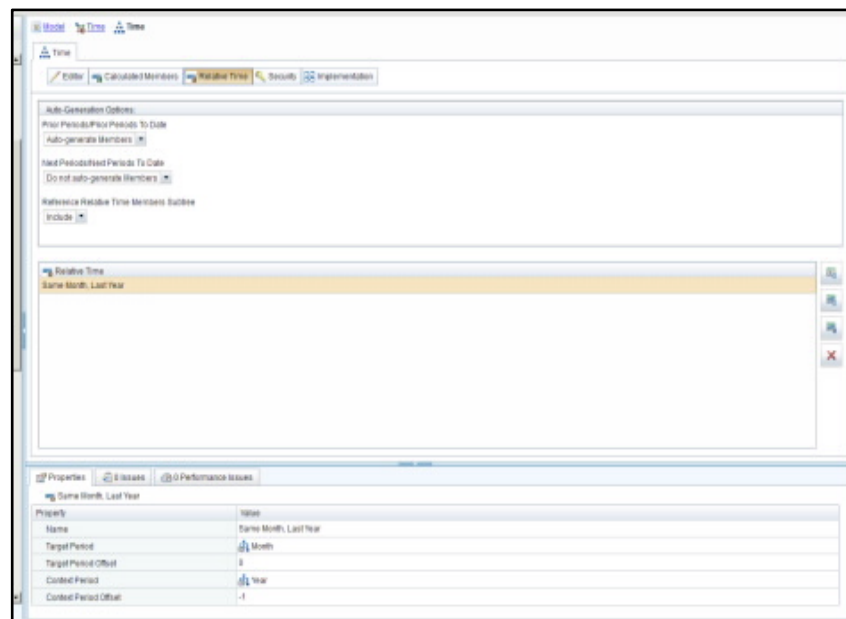 Model Time Time
Time
Editor Calculated Members Relative Time Security Implementation
Auto-Generation Options:
Prior Periods/Prior Periods To Date
Auto-generate Members
Next Periods/Next Periods To Date
Do not auto-generate Members
Reference Relative Time Members Subtree
Include
Relative Time
Same Month, Last Year
Properties 0 Issues 0 Performance Issues
Same Month, Last Year
Property Value
Name Same Month, Last Year
Target Period Month
Target Period Offset 0
Context Period Year
Context Period Offset -1